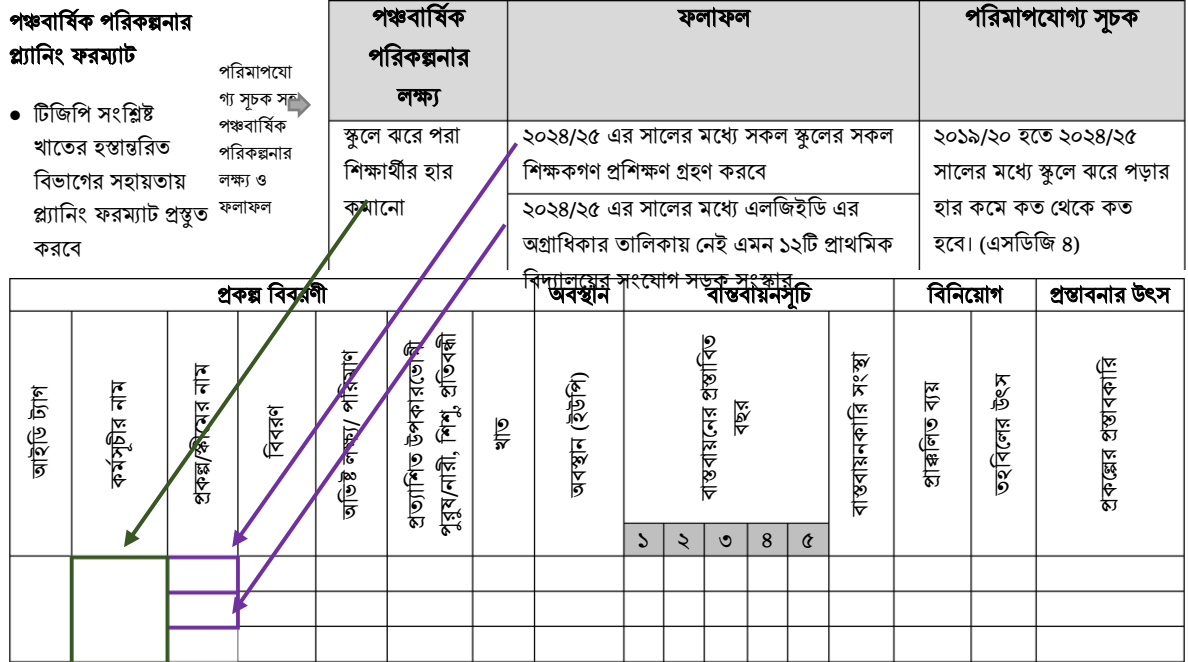 পঞ্চবার্ষিক পরিকল্পনার
প্ল্যানিং ফরম্যাট
• টিজিপি সংশ্লিষ্ট
খাতের হস্তান্তরিত
বিভাগের সহায়তায়
প্ল্যানিং ফরম্যাট প্রস্তুত
করবে
পরিমাপযো
গ্য সূচক সহ
পঞ্চবার্ষিক
পরিকল্পনার
লক্ষ্য ও
ফলাফল
পঞ্চবার্ষিক
পরিকল্পনার
লক্ষ্য
ফলাফল
পরিমাপযোগ্য সূচক
স্কুলে ঝরে পরা
শিক্ষার্থীর হার
কমানো
২০২৪/২৫ এর সালের মধ্যে সকল স্কুলের সকল
শিক্ষকগণ প্রশিক্ষণ গ্রহণ করবে
২০২৪/২৫ এর সালের মধ্যে এলজিইডি এর
অগ্রাধিকার তালিকায় নেই এমন ১২টি প্রাথমিক
বিদ্যালয়ের সংযোগ সড়ক সংস্কার
২০১৯/২০ হতে ২০২৪/২৫
সালের মধ্যে স্কুলে ঝরে পড়ার
হার কমে কত থেকে কত
হবে। (এসডিজি ৪)
প্রকল্প বিবরণী
অবস্থান
বাস্তবায়নসূচি
বিনিয়োগ
প্রস্তাবনার উৎস
আইডি ট্যাগ
কর্মসূচীর নাম
প্রকল্প/স্কীমের নাম
বিবরণ
অভিষ্ট লক্ষ্য/ পরিমাণ
প্রত্যাশিত উপকারভোগী
পুরুষ/নারী, শিশু, প্রতিবন্ধী
খাত
অবস্থান (ইউপি)
বাস্তবায়নের প্রস্তাবিত
বছর
বাস্তবায়নকারি সংস্থা
প্রাক্কলিত ব্যয়
তহবিলের উৎস
প্রকল্পের প্রস্তাবকারি
১ ২ ৩ ৪ ৫